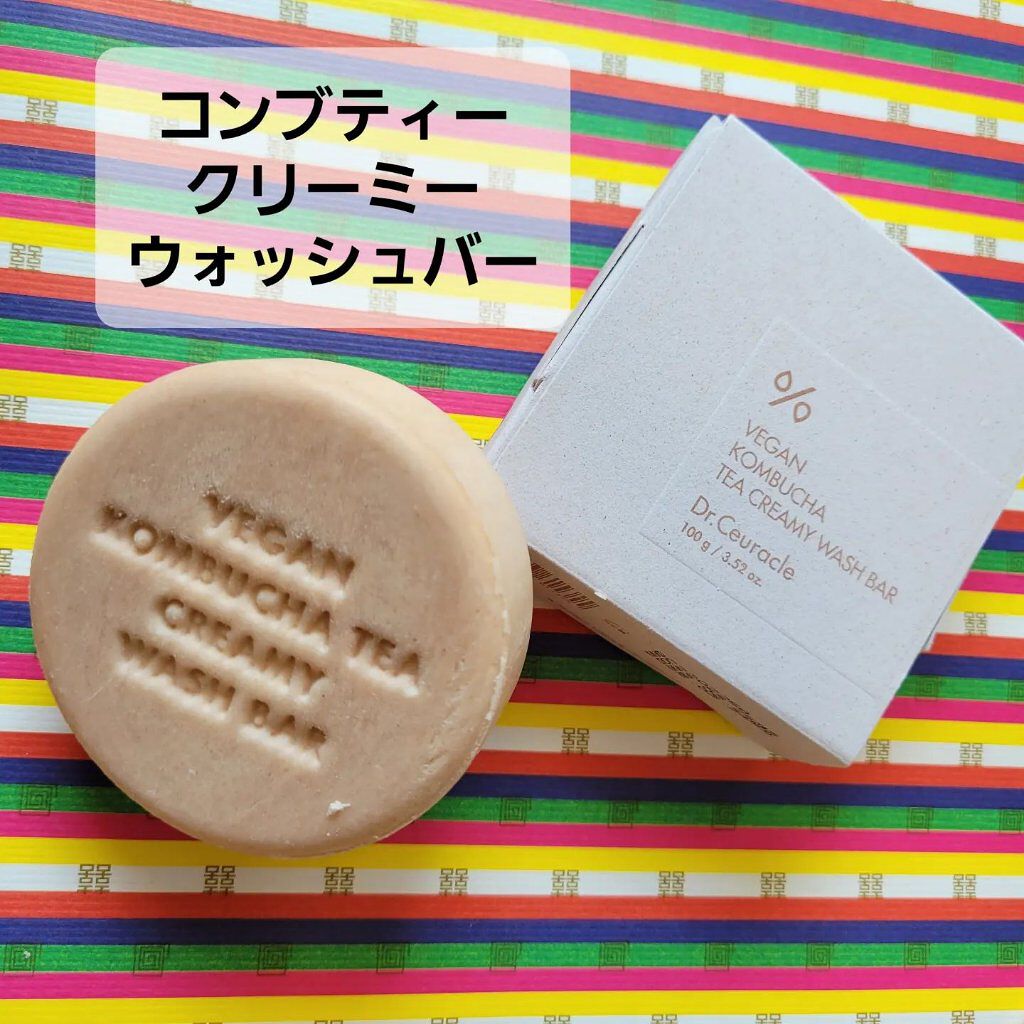 コンブティー
クリーミー
ウォッシュバー
%
VEGAN
KOMBUCHA
TEA CREAMY WASH BAR
Dr.Ceuracle
100 g / 3.52 oz.
VEGAN
KOMBUCHA TEA
CREAMY
WASH BAR